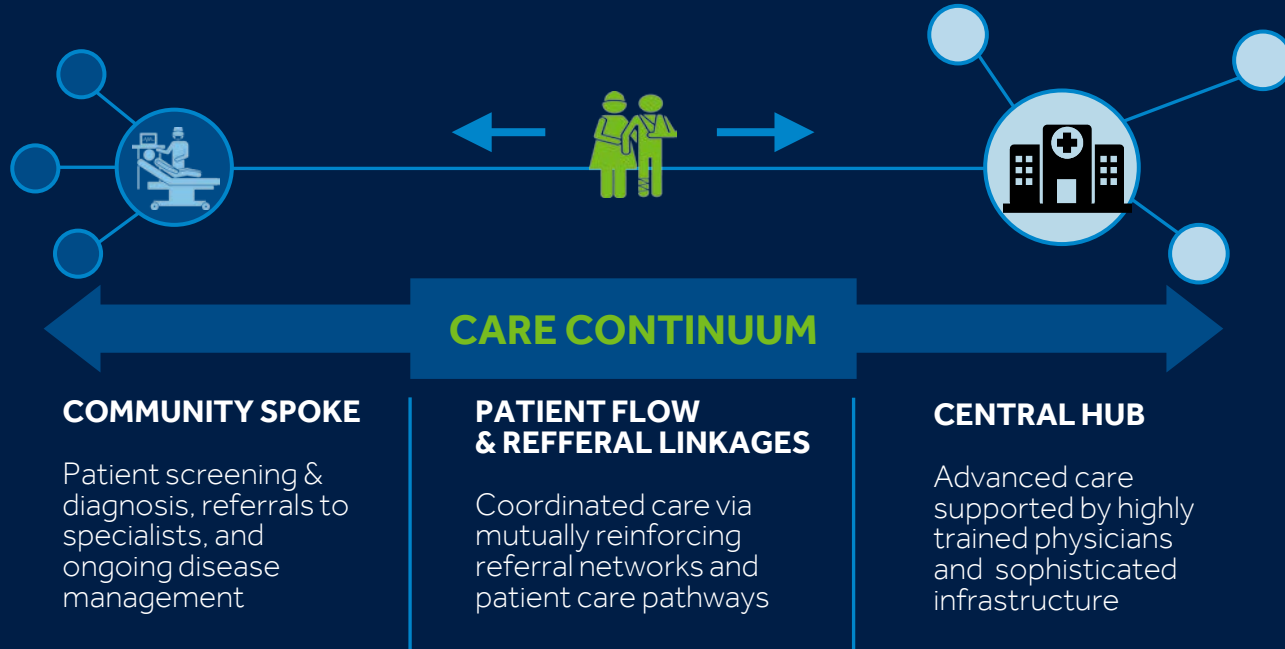 CARE CONTINUUM
COMMUNITY SPOKE
Patient screening &
diagnosis, referrals to
specialists, and
ongoing disease
management
PATIENT FLOW
& REFFERAL LINKAGES
Coordinated care via
mutually reinforcing
referral networks and
patient care pathways
CENTRAL HUB
Advanced care
supported by highly
trained physicians
and sophisticated
infrastructure